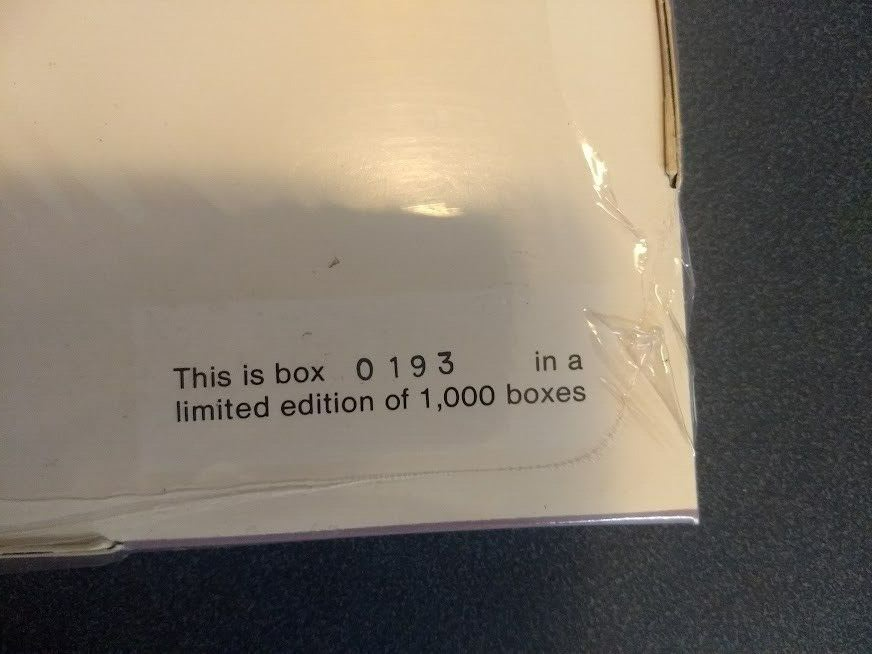 This is box 0193 in a
limited edition of 1,000 boxes